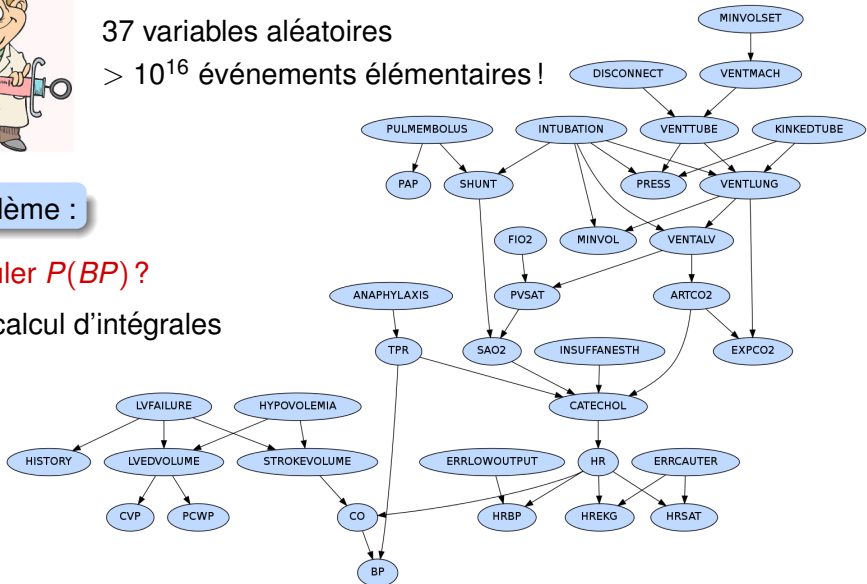 37 variables aléatoires
> 10^16 événements élémentaires !
MINVOLSET
DISCONNECT
VENTMACH
PULMEMBOLUS
INTUBATION
VENTTUBE
KINKEDTUBE
PAP
SHUNT
PRESS
VENTLUNG
lème :
FIO2
MINVOL
VENTALV
uler P(BP) ?
ANAPHYLAXIS
PVSAT
ARTCO2
calcul d'intégrales
TPR
SAO2
INSUFFANESTH
EXPCO2
LVFAILURE
HYPOVOLEMIA
CATECHOL
HISTORY
LVEDVOLUME
STROKEVOLUME
ERRLOWOUTPUT
HR
ERRCAUTER
CVP
PCWP
CO
HRBP
HREKG
HRSAT
BP